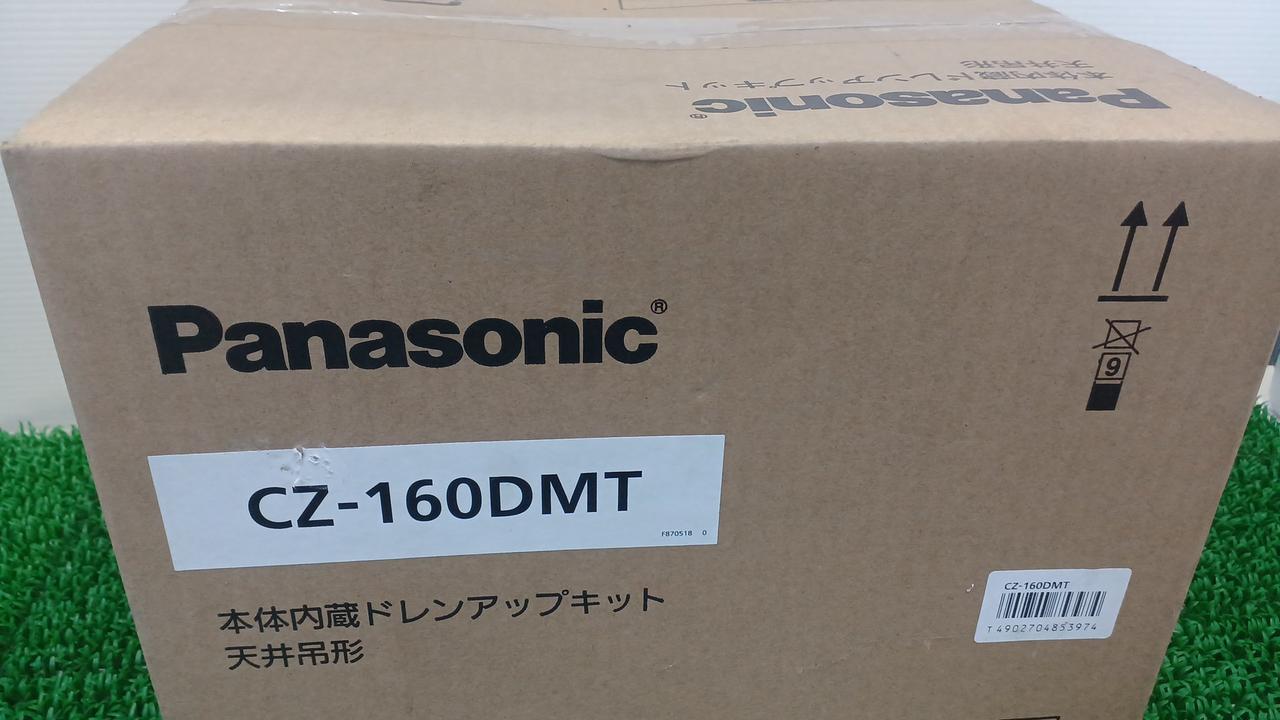 Panasonic®
本体内蔵ドレンアップキット
天井吊形
Panasonic®
9
CZ-160DMT
F870518 0
本体内蔵ドレンアップキット
天井吊形
CZ-160DMT
T4902704853974